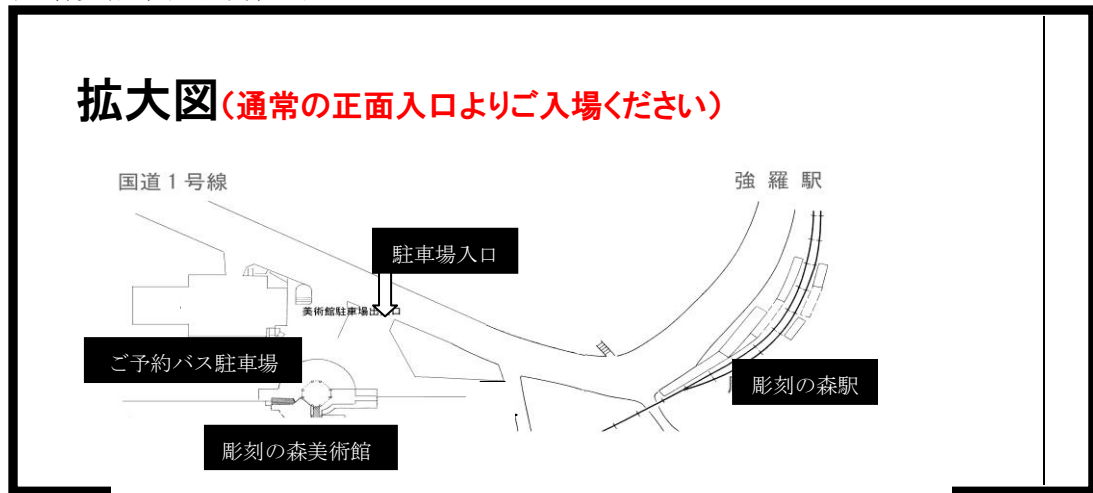 拡大図(通常の正面入口よりご入場ください)
国道1号線
強羅駅
駐車場入口
美術館駐車場出
口
ご予約バス駐車場
彫刻の森駅
彫刻の森美術館